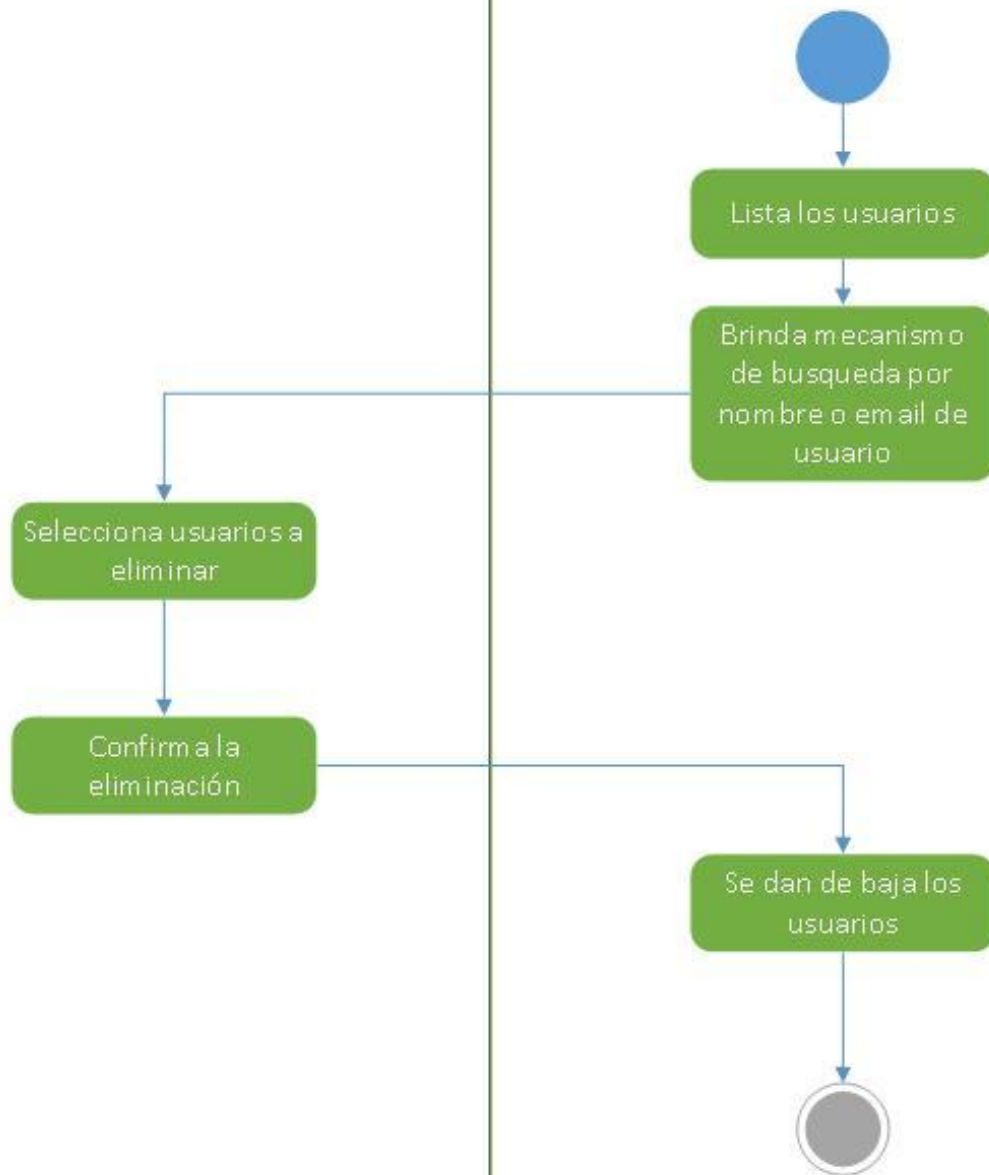 Lista los usuarios
Brinda mecanismo
de busqueda por
nombre o email de
usuario
Selecciona usuarios a
eliminar
Confirma la
eliminación
Se dan de baja los
usuarios